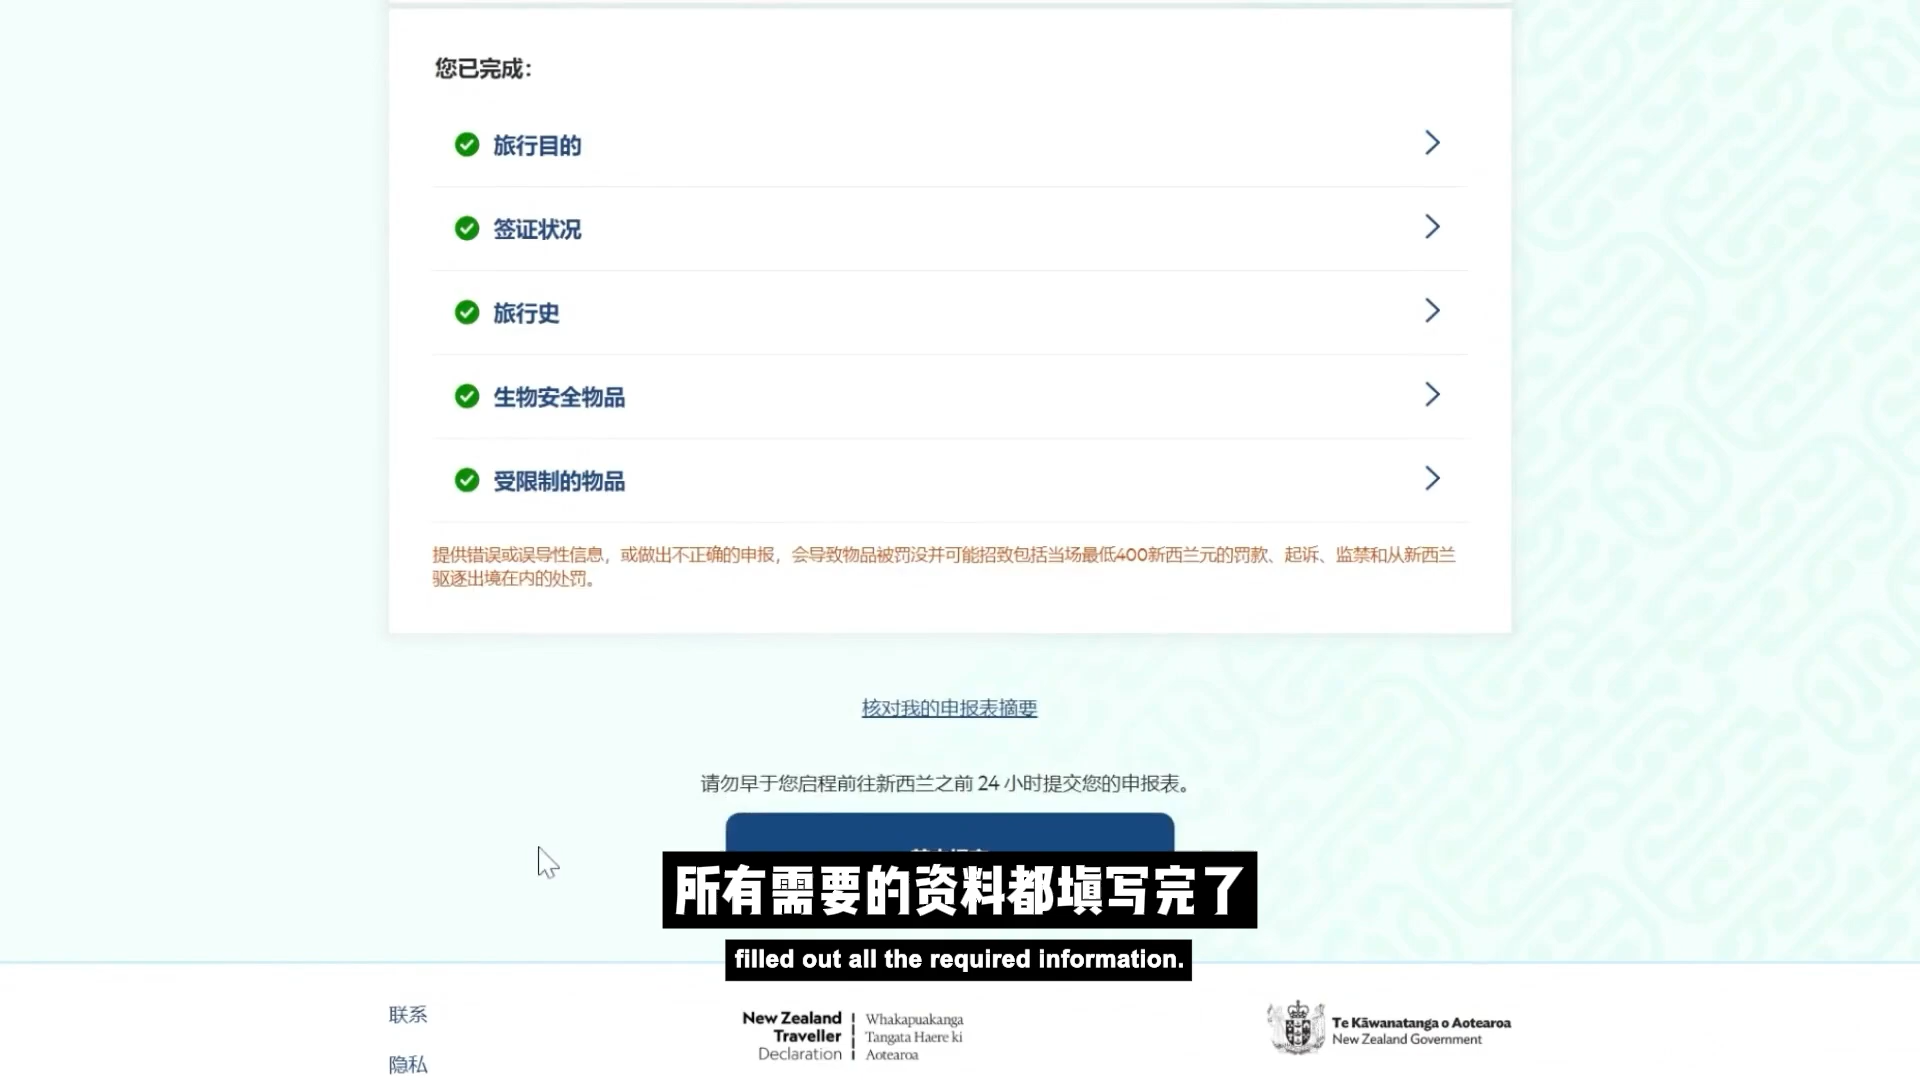 您已完成：
旅行目的
签证状况
旅行史
生物安全物品
受限制的物品
提供错误或误导性信息，或做出不正确的申报，会导致物品被罚没并可能招致包括当场最低400新西兰元的罚款、起诉、监禁和从新西兰
驱逐出境在内的处罚。
核对我的申报表摘要
请勿早于您启程前往新西兰之前 24 小时提交您的申报表。
所有需要的资料都填写完了
filled out all the required information.
联系
隐私
New Zealand
Traveller
Declaration
Whakapuakanga
Tangata Haere ki
Aotearoa
Te Kāwanatanga o Aotearoa
New Zealand Government